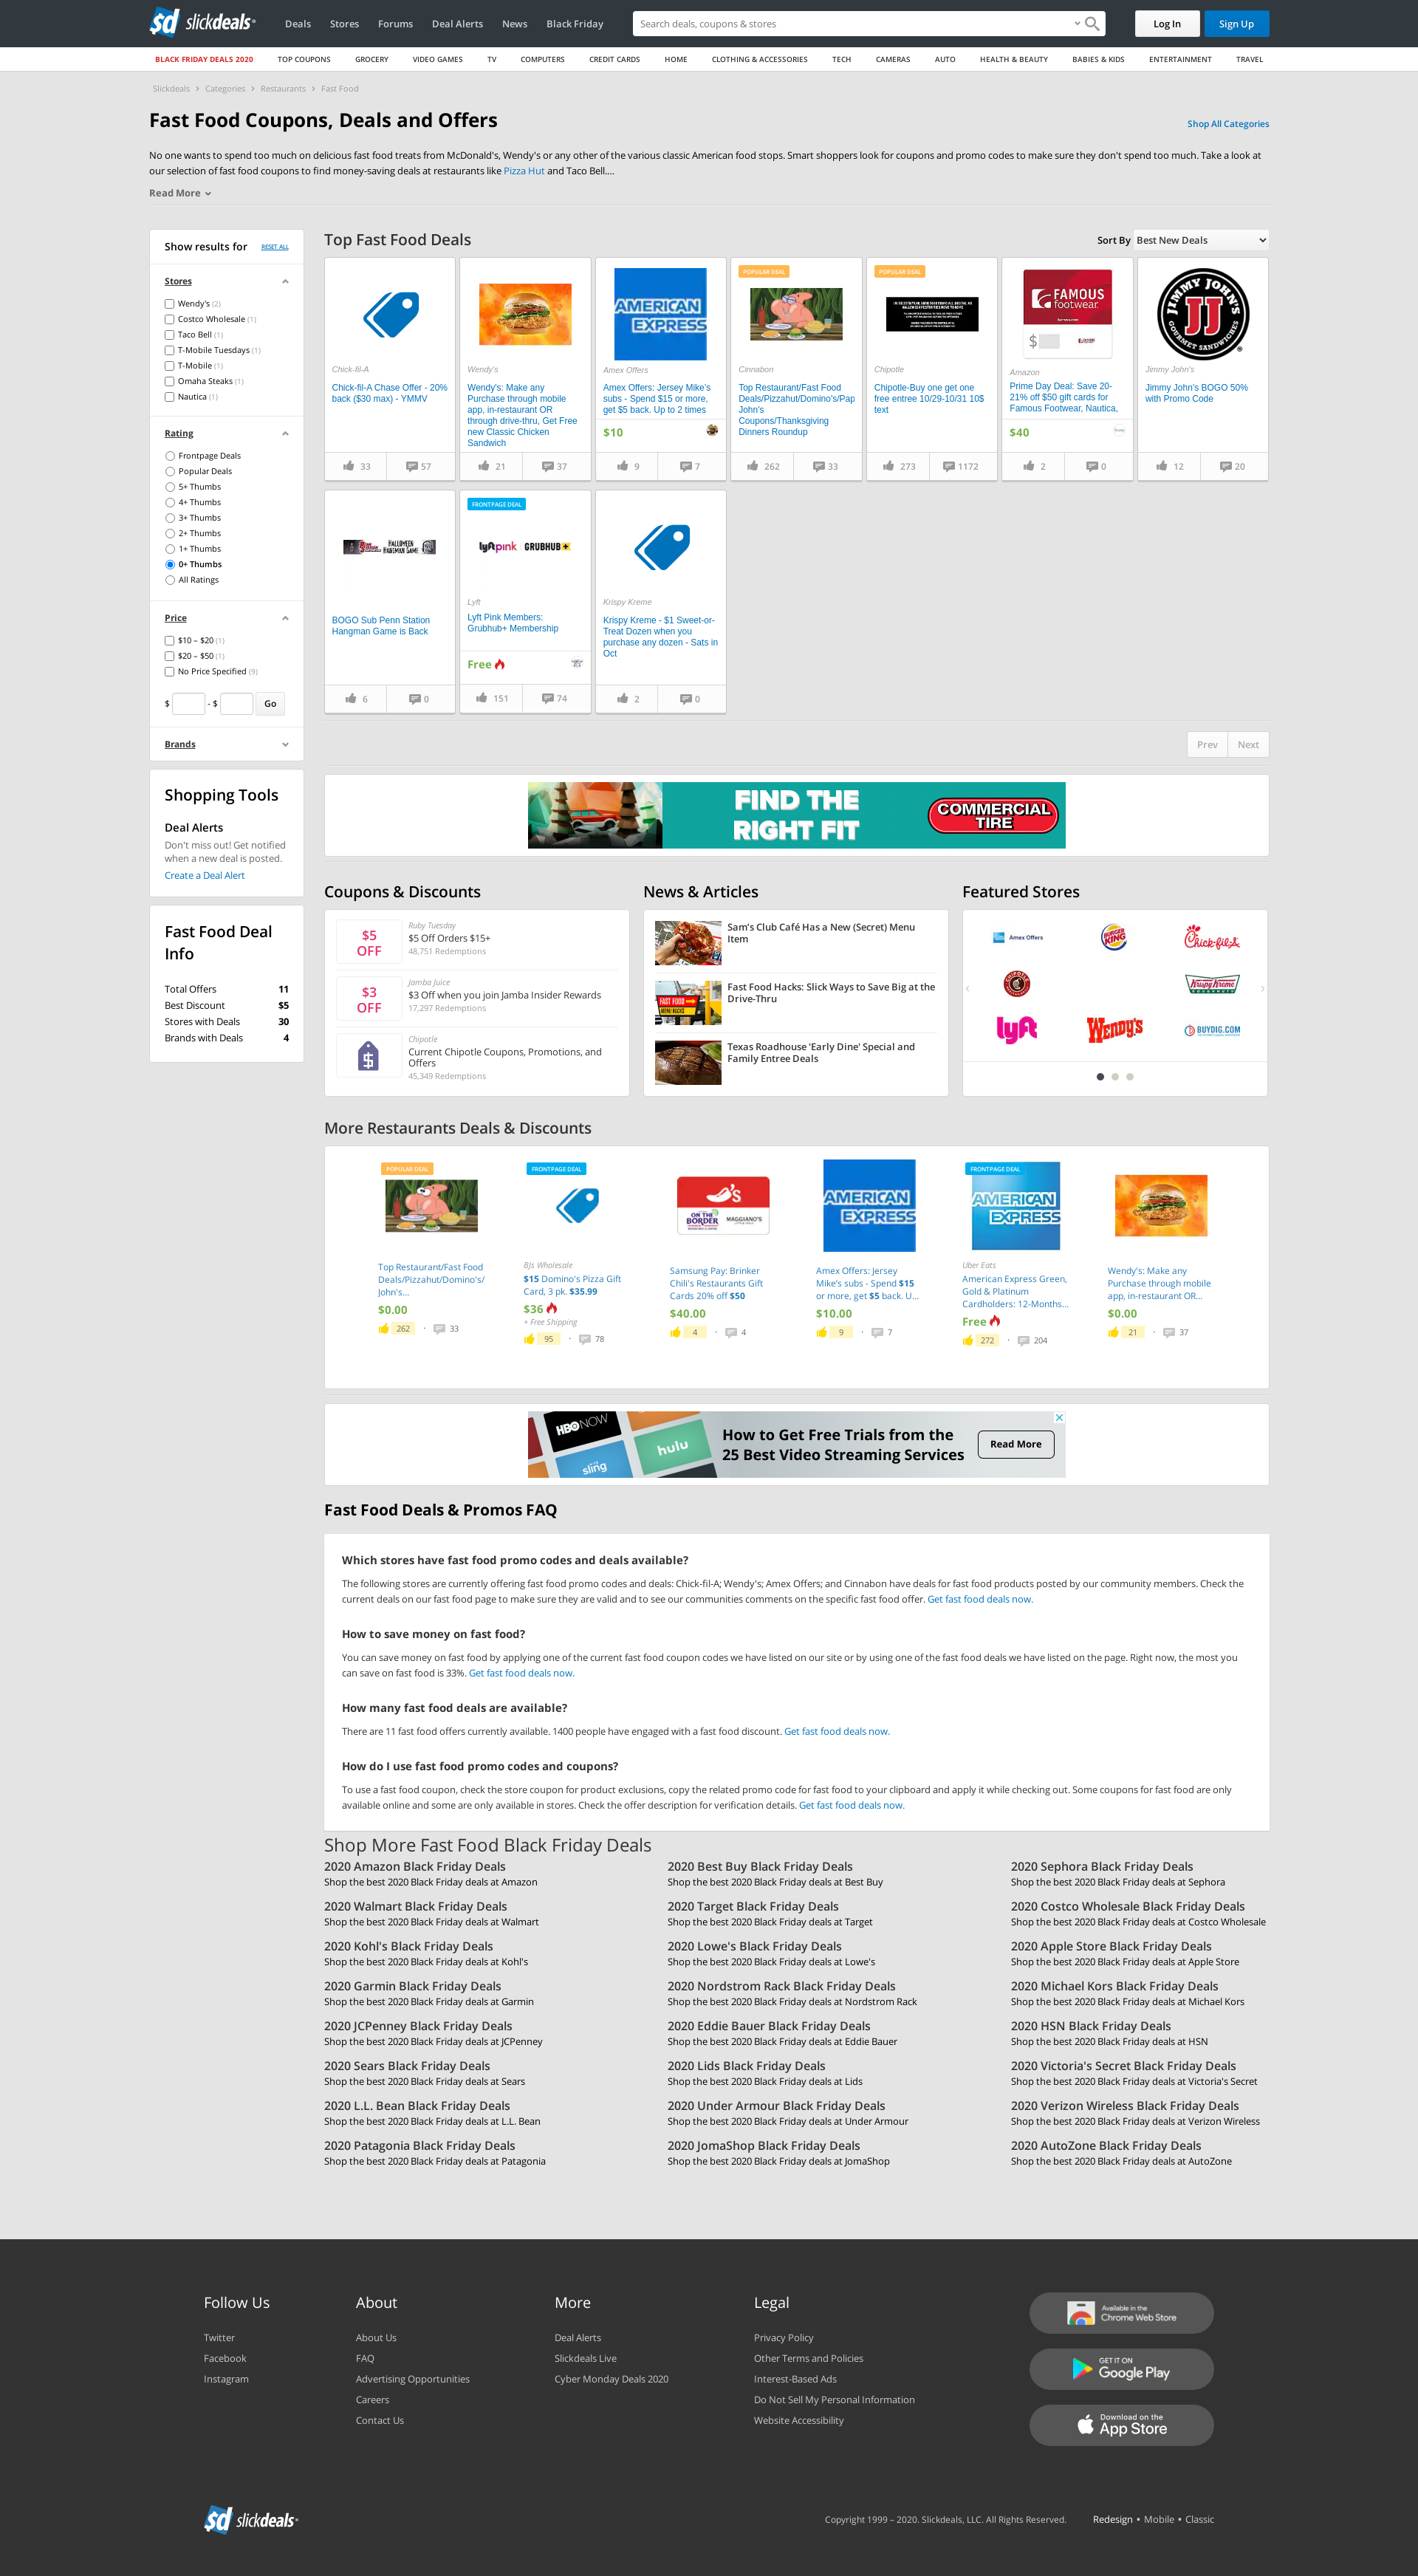 sd slickdeals
Deals Stores Forums Deal Alerts News Black Friday
Search deals, coupons & stores
Log In
Sign Up
BLACK FRIDAY DEALS 2020 TOP COUPONS GROCERY VIDEO GAMES TV COMPUTERS CREDIT CARDS HOME CLOTHING & ACCESSORIES TECH CAMERAS AUTO HEALTH & BEAUTY BABIES & KIDS ENTERTAINMENT TRAVEL
Slickdeals > Categories > Restaurants > Fast Food
Fast Food Coupons, Deals and Offers
Shop All Categories
No one wants to spend too much on delicious fast food treats from McDonald's, Wendy's or any other of the various classic American food stops. Smart shoppers look for coupons and promo codes to make sure they don't spend too much. Take a look at
our selection of fast food coupons to find money-saving deals at restaurants like Pizza Hut and Taco Bell....
Read More
Show results for RESET ALL
Stores
Wendy's (2)
Costco Wholesale (1)
Taco Bell (1)
T-Mobile Tuesdays (1)
T-Mobile (1)
Omaha Steaks (1)
Nautica (1)
Rating
Frontpage Deals
Popular Deals
5+ Thumbs
4+ Thumbs
3+ Thumbs
2+ Thumbs
1+ Thumbs
0+ Thumbs
All Ratings
Price
$10 – $20 (1)
$20 – $50 (1)
No Price Specified (9)
$ - $ Go
Brands
Shopping Tools
Deal Alerts
Don't miss out! Get notified
when a new deal is posted.
Create a Deal Alert
Fast Food Deal
Info
Total Offers 11
Best Discount $5
Stores with Deals 30
Brands with Deals 4
Top Fast Food Deals
Sort By Best New Deals
Chick-fil-A
Chick-fil-A Chase Offer - 20%
back ($30 max) - YMMV
33 57
Wendy's
Wendy's: Make any
Purchase through mobile
app, in-restaurant OR
through drive-thru, Get Free
new Classic Chicken
Sandwich
21 37
AMERICAN
EXPRESS
Amex Offers
Amex Offers: Jersey Mike's
subs - Spend $15 or more,
get $5 back. Up to 2 times
$10
9 7
POPULAR DEAL
Cinnabon
Top Restaurant/Fast Food
Deals/Pizzahut/Domino's/Pap
John's
Coupons/Thanksgiving
Dinners Roundup
262 33
POPULAR DEAL
Chipotle
Chipotle-Buy one get one
free entree 10/29-10/31 10$
text
273 1172
FAMOUS
footwear.
$
Amazon
Prime Day Deal: Save 20-
21% off $50 gift cards for
Famous Footwear, Nautica,
$40
2 0
JIMMY JOHN'S
JJ
GOURMET SANDWICHES
Jimmy John's
Jimmy John's BOGO 50%
with Promo Code
12 20
HALLOWEEN
HANGMAN GAME
BOGO Sub Penn Station
Hangman Game is Back
6 0
FRONTPAGE DEAL
lyft pink GRUBHUB+
Lyft
Lyft Pink Members:
Grubhub+ Membership
Free
151 74
Krispy Kreme
Krispy Kreme - $1 Sweet-or-
Treat Dozen when you
purchase any dozen - Sats in
Oct
2 0
Prev Next
FIND THE
RIGHT FIT
COMMERCIAL
TIRE
Coupons & Discounts
$5
OFF
Ruby Tuesday
$5 Off Orders $15+
48,751 Redemptions
$3
OFF
Jamba Juice
$3 Off when you join Jamba Insider Rewards
17,297 Redemptions
Chipotle
Current Chipotle Coupons, Promotions, and
Offers
45,349 Redemptions
News & Articles
Sam's Club Café Has a New (Secret) Menu
Item
FAST FOOD
MENU HACKS
Fast Food Hacks: Slick Ways to Save Big at the
Drive-Thru
Texas Roadhouse 'Early Dine' Special and
Family Entree Deals
Featured Stores
Amex Offers
BURGER
KING
Chick-fil-&
CHIPOTLE
Krispy Kreme
DOUGHNUTS
lyft
Wendy's
BUYDIG.COM
More Restaurants Deals & Discounts
POPULAR DEAL
Top Restaurant/Fast Food
Deals/Pizzahut/Domino's/
John's...
$0.00
262 · 33
FRONTPAGE DEAL
BJs Wholesale
$15 Domino's Pizza Gift
Card, 3 pk. $35.99
$36
+ Free Shipping
95 · 78
's
ON THE
BORDER
MAGGIANO'S
Samsung Pay: Brinker
Chili's Restaurants Gift
Cards 20% off $50
$40.00
4 · 4
AMERICAN
EXPRESS
Amex Offers: Jersey
Mike's subs - Spend $15
or more, get $5 back. U...
$10.00
9 · 7
FRONTPAGE DEAL
AMERICAN
EXPRESS
Uber Eats
American Express Green,
Gold & Platinum
Cardholders: 12-Months...
Free
272 · 204
Wendy's: Make any
Purchase through mobile
app, in-restaurant OR...
$0.00
21 · 37
HBO NOW
hulu
sling
How to Get Free Trials from the
25 Best Video Streaming Services
Read More
Fast Food Deals & Promos FAQ
Which stores have fast food promo codes and deals available?
The following stores are currently offering fast food promo codes and deals: Chick-fil-A; Wendy's; Amex Offers; and Cinnabon have deals for fast food products posted by our community members. Check the
current deals on our fast food page to make sure they are valid and to see our communities comments on the specific fast food offer. Get fast food deals now.
How to save money on fast food?
You can save money on fast food by applying one of the current fast food coupon codes we have listed on our site or by using one of the fast food deals we have listed on the page. Right now, the most you
can save on fast food is 33%. Get fast food deals now.
How many fast food deals are available?
There are 11 fast food offers currently available. 1400 people have engaged with a fast food discount. Get fast food deals now.
How do I use fast food promo codes and coupons?
To use a fast food coupon, check the store coupon for product exclusions, copy the related promo code for fast food to your clipboard and apply it while checking out. Some coupons for fast food are only
available online and some are only available in stores. Check the offer description for verification details. Get fast food deals now.
Shop More Fast Food Black Friday Deals
2020 Amazon Black Friday Deals
Shop the best 2020 Black Friday deals at Amazon
2020 Best Buy Black Friday Deals
Shop the best 2020 Black Friday deals at Best Buy
2020 Sephora Black Friday Deals
Shop the best 2020 Black Friday deals at Sephora
2020 Walmart Black Friday Deals
Shop the best 2020 Black Friday deals at Walmart
2020 Target Black Friday Deals
Shop the best 2020 Black Friday deals at Target
2020 Costco Wholesale Black Friday Deals
Shop the best 2020 Black Friday deals at Costco Wholesale
2020 Kohl's Black Friday Deals
Shop the best 2020 Black Friday deals at Kohl's
2020 Lowe's Black Friday Deals
Shop the best 2020 Black Friday deals at Lowe's
2020 Apple Store Black Friday Deals
Shop the best 2020 Black Friday deals at Apple Store
2020 Garmin Black Friday Deals
Shop the best 2020 Black Friday deals at Garmin
2020 Nordstrom Rack Black Friday Deals
Shop the best 2020 Black Friday deals at Nordstrom Rack
2020 Michael Kors Black Friday Deals
Shop the best 2020 Black Friday deals at Michael Kors
2020 JCPenney Black Friday Deals
Shop the best 2020 Black Friday deals at JCPenney
2020 Eddie Bauer Black Friday Deals
Shop the best 2020 Black Friday deals at Eddie Bauer
2020 HSN Black Friday Deals
Shop the best 2020 Black Friday deals at HSN
2020 Sears Black Friday Deals
Shop the best 2020 Black Friday deals at Sears
2020 Lids Black Friday Deals
Shop the best 2020 Black Friday deals at Lids
2020 Victoria's Secret Black Friday Deals
Shop the best 2020 Black Friday deals at Victoria's Secret
2020 L.L. Bean Black Friday Deals
Shop the best 2020 Black Friday deals at L.L. Bean
2020 Under Armour Black Friday Deals
Shop the best 2020 Black Friday deals at Under Armour
2020 Verizon Wireless Black Friday Deals
Shop the best 2020 Black Friday deals at Verizon Wireless
2020 Patagonia Black Friday Deals
Shop the best 2020 Black Friday deals at Patagonia
2020 JomaShop Black Friday Deals
Shop the best 2020 Black Friday deals at JomaShop
2020 AutoZone Black Friday Deals
Shop the best 2020 Black Friday deals at AutoZone
Follow Us
Twitter
Facebook
Instagram
About
About Us
FAQ
Advertising Opportunities
Careers
Contact Us
More
Deal Alerts
Slickdeals Live
Cyber Monday Deals 2020
Legal
Privacy Policy
Other Terms and Policies
Interest-Based Ads
Do Not Sell My Personal Information
Website Accessibility
Available in the
Chrome Web Store
GET IT ON
Google Play
Download on the
App Store
sd slickdeals
Copyright 1999 – 2020. Slickdeals, LLC. All Rights Reserved.
Redesign • Mobile • Classic